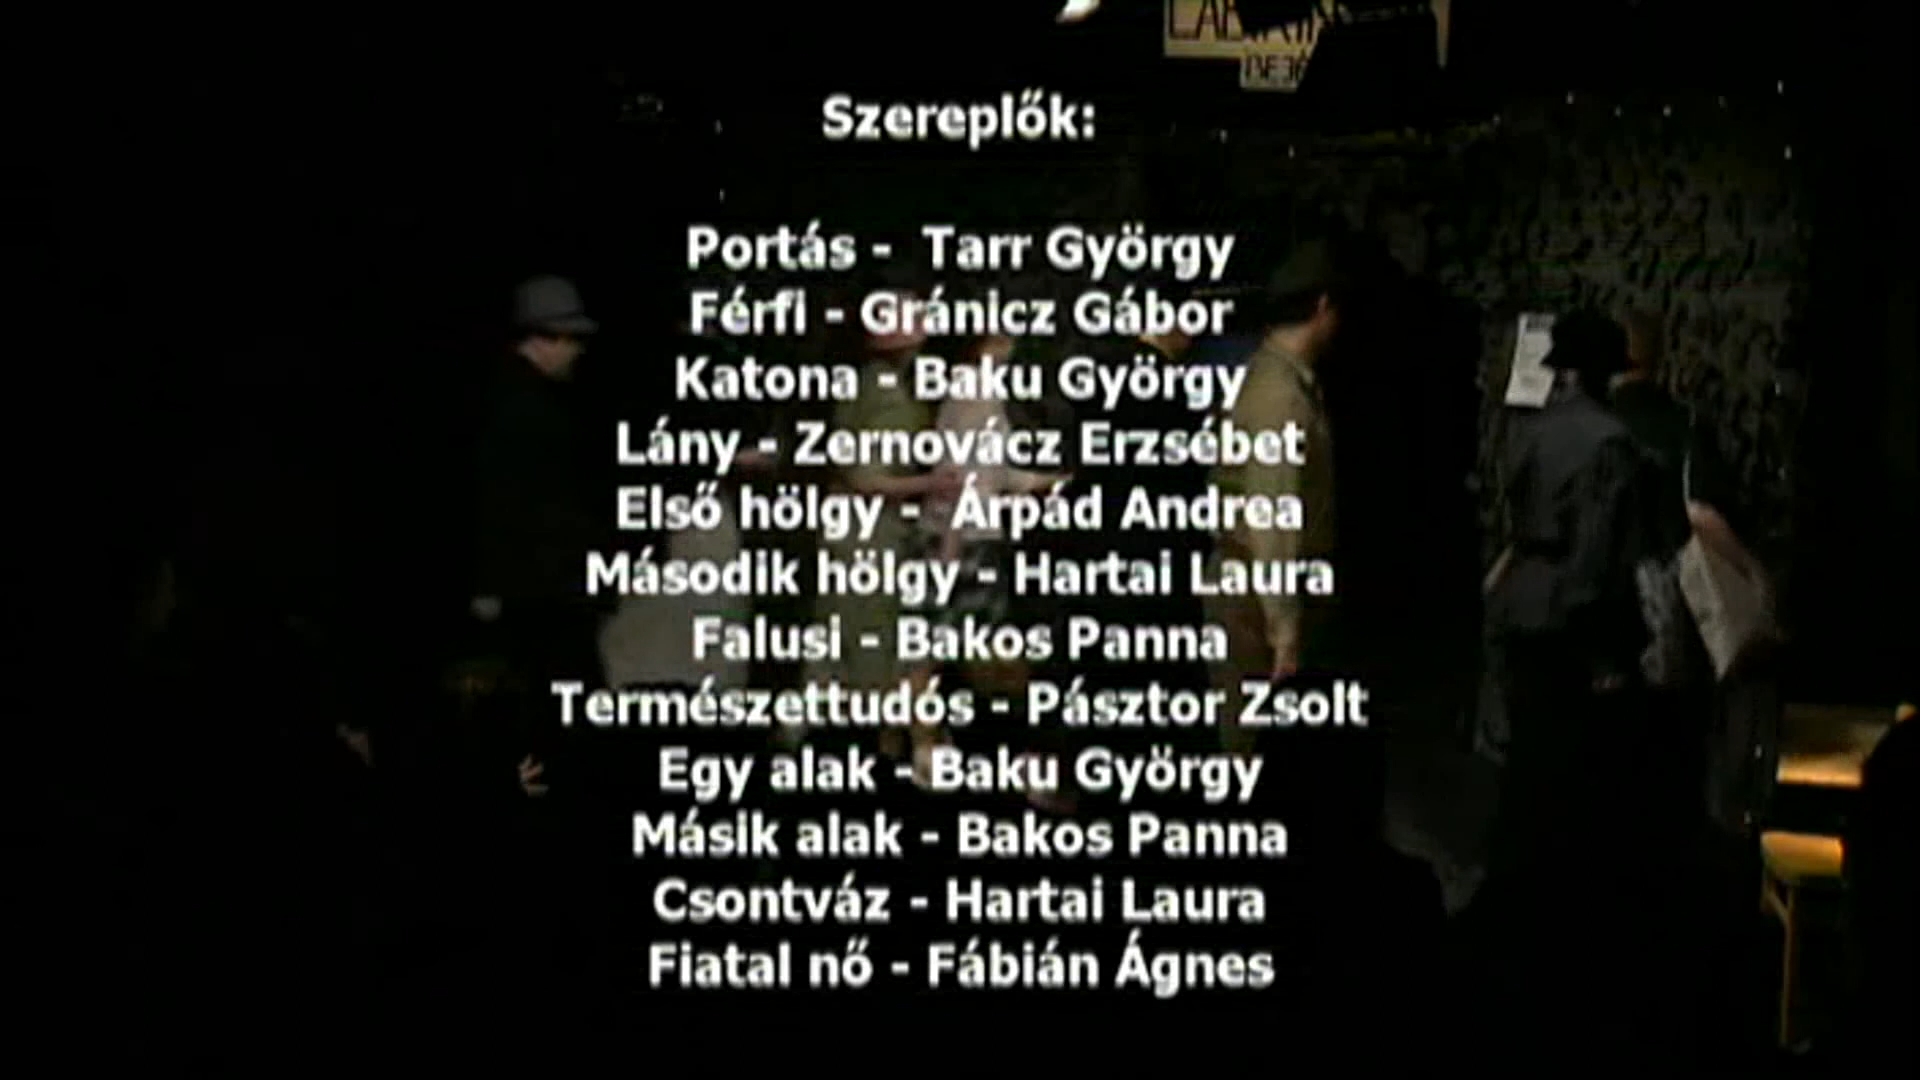 Szereplők:
Portás -  Tarr György
Férfi - Gránicz Gábor
Katona - Baku György
Lány - Zernovácz Erzsébet
Első hölgy -  Árpád Andrea
Második hölgy - Hartai Laura
Falusi - Bakos Panna
Természettudós - Pásztor Zsolt
Egy alak - Baku György
Másik alak - Bakos Panna
Csontváz - Hartai Laura
Fiatal nő - Fábián Ágnes